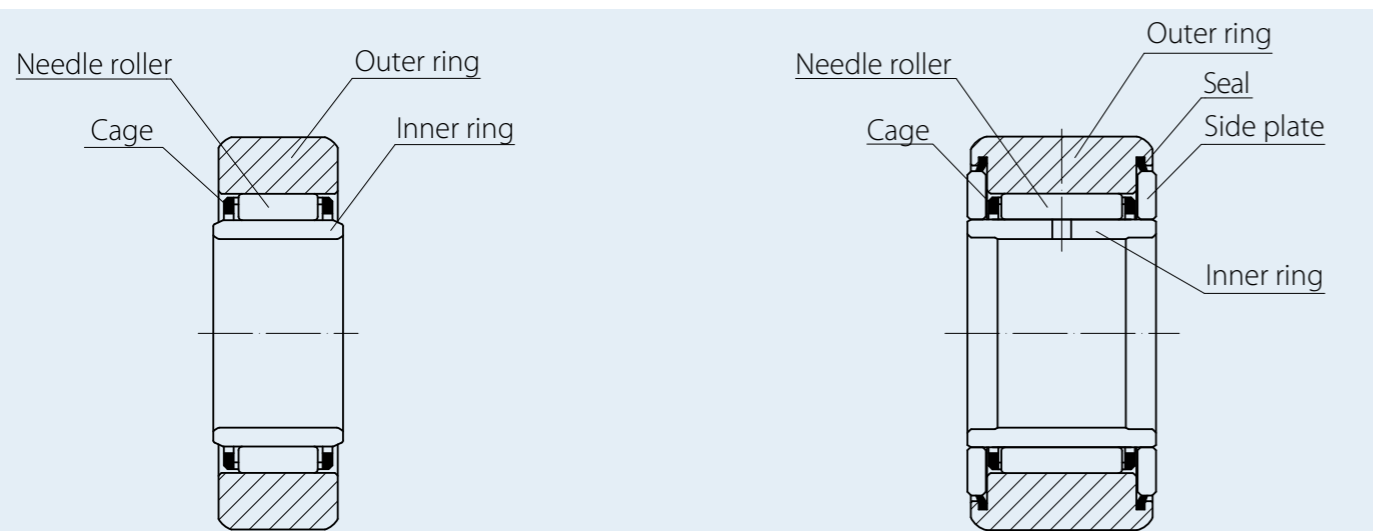 Needle roller
Outer ring
Cage
Inner ring
Outer ring
Needle roller
Seal
Cage
Side plate
Inner ring